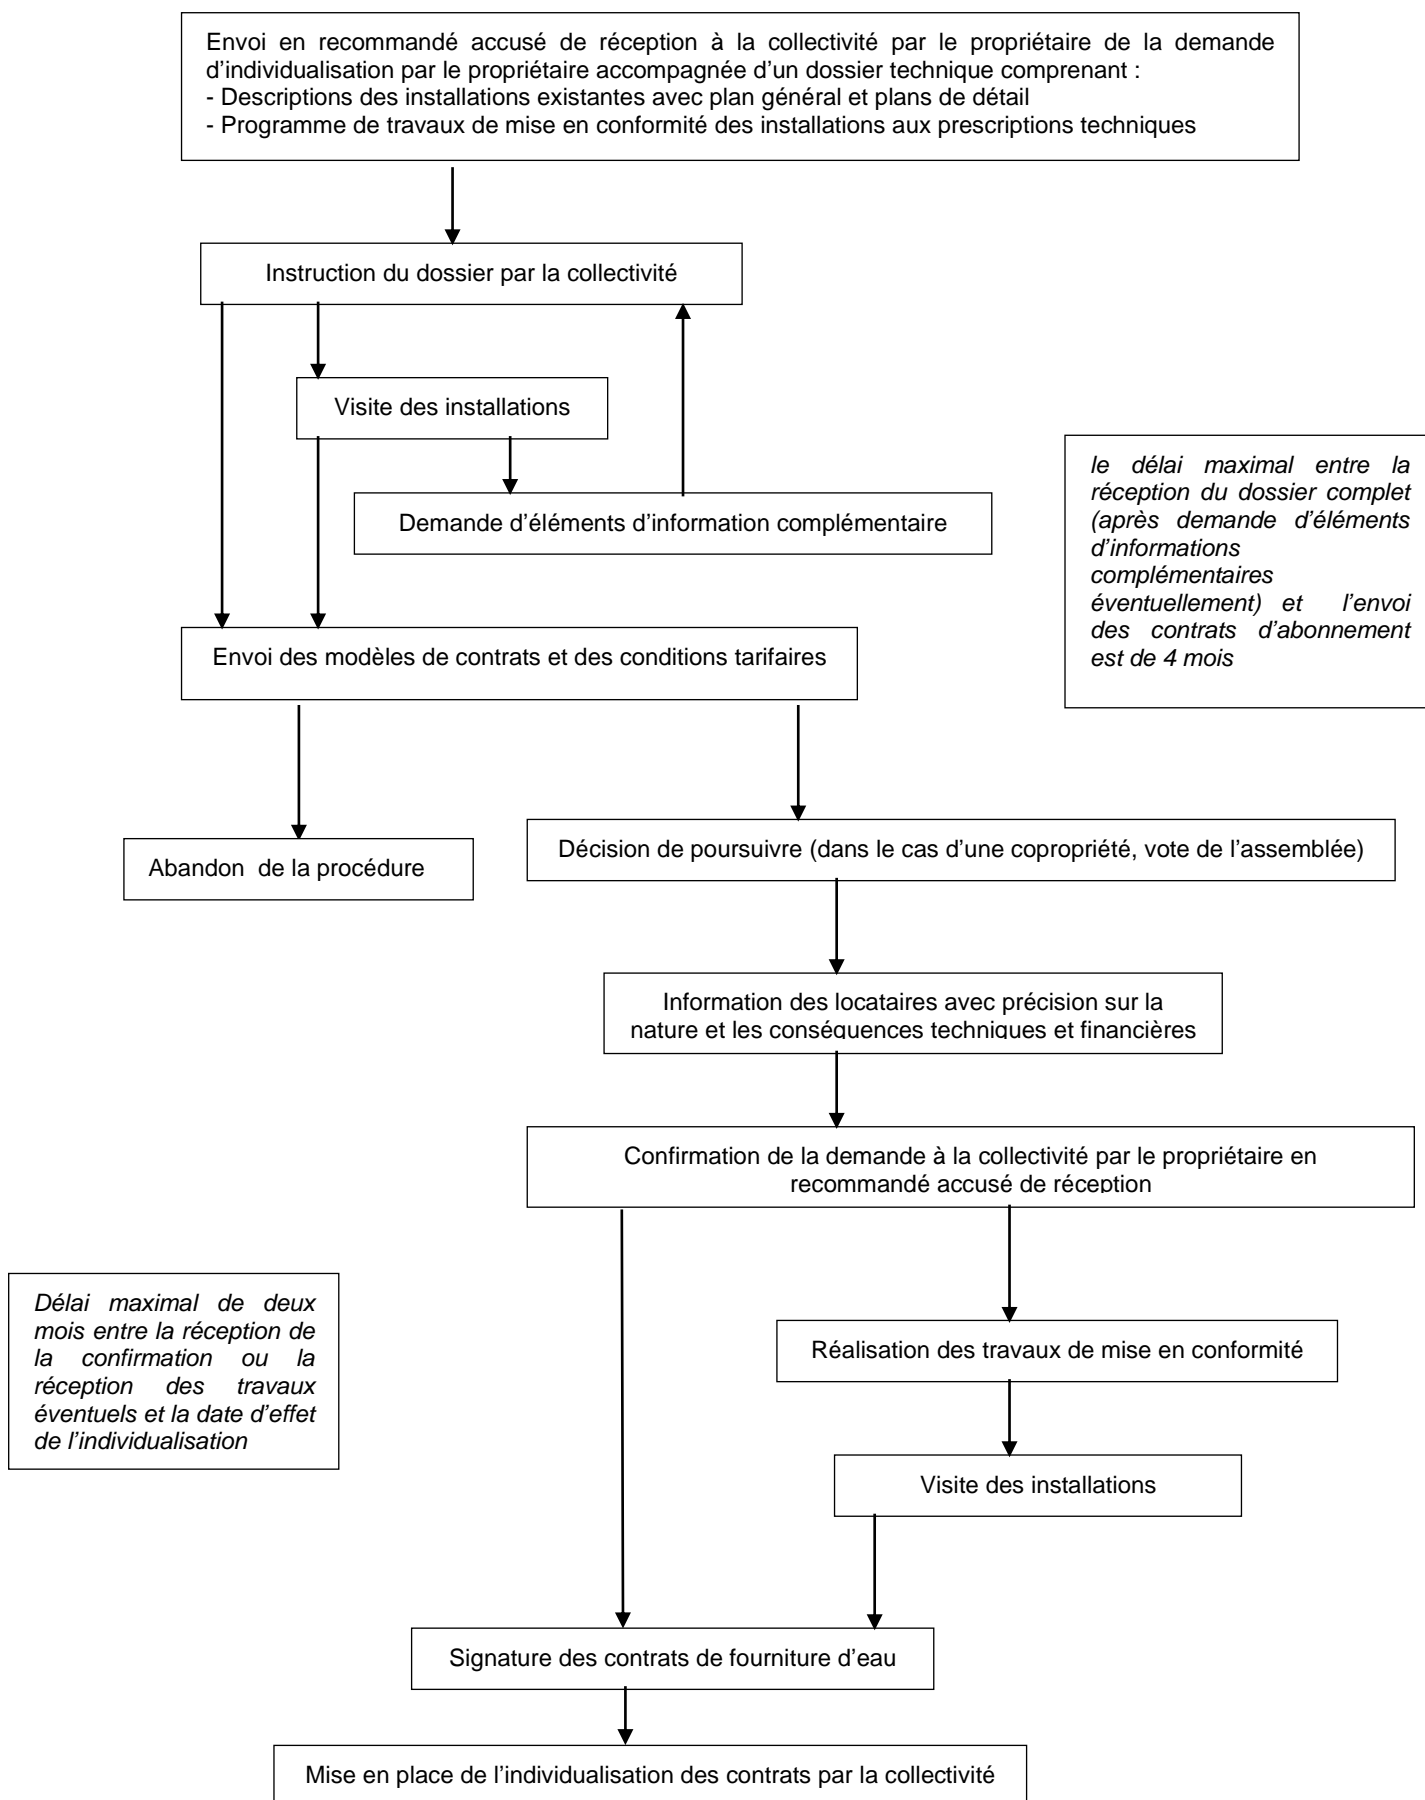 Envoi en recommandé accusé de réception à la collectivité par le propriétaire de la demande
d’individualisation par le propriétaire accompagnée d’un dossier technique comprenant :
- Descriptions des installations existantes avec plan général et plans de détail
- Programme de travaux de mise en conformité des installations aux prescriptions techniques
Instruction du dossier par la collectivité
Visite des installations
Demande d’éléments d’information complémentaire
le délai maximal entre la
réception du dossier complet
(après demande d’éléments
d’informations
complémentaires
éventuellement) et l’envoi
des contrats d’abonnement
est de 4 mois
Envoi des modèles de contrats et des conditions tarifaires
Abandon de la procédure
Décision de poursuivre (dans le cas d’une copropriété, vote de l’assemblée)
Information des locataires avec précision sur la
nature et les conséquences techniques et financières
Confirmation de la demande à la collectivité par le propriétaire en
recommandé accusé de réception
Délai maximal de deux
mois entre la réception de
la confirmation ou la
réception des travaux
éventuels et la date d’effet
de l’individualisation
Réalisation des travaux de mise en conformité
Visite des installations
Signature des contrats de fourniture d’eau
Mise en place de l’individualisation des contrats par la collectivité